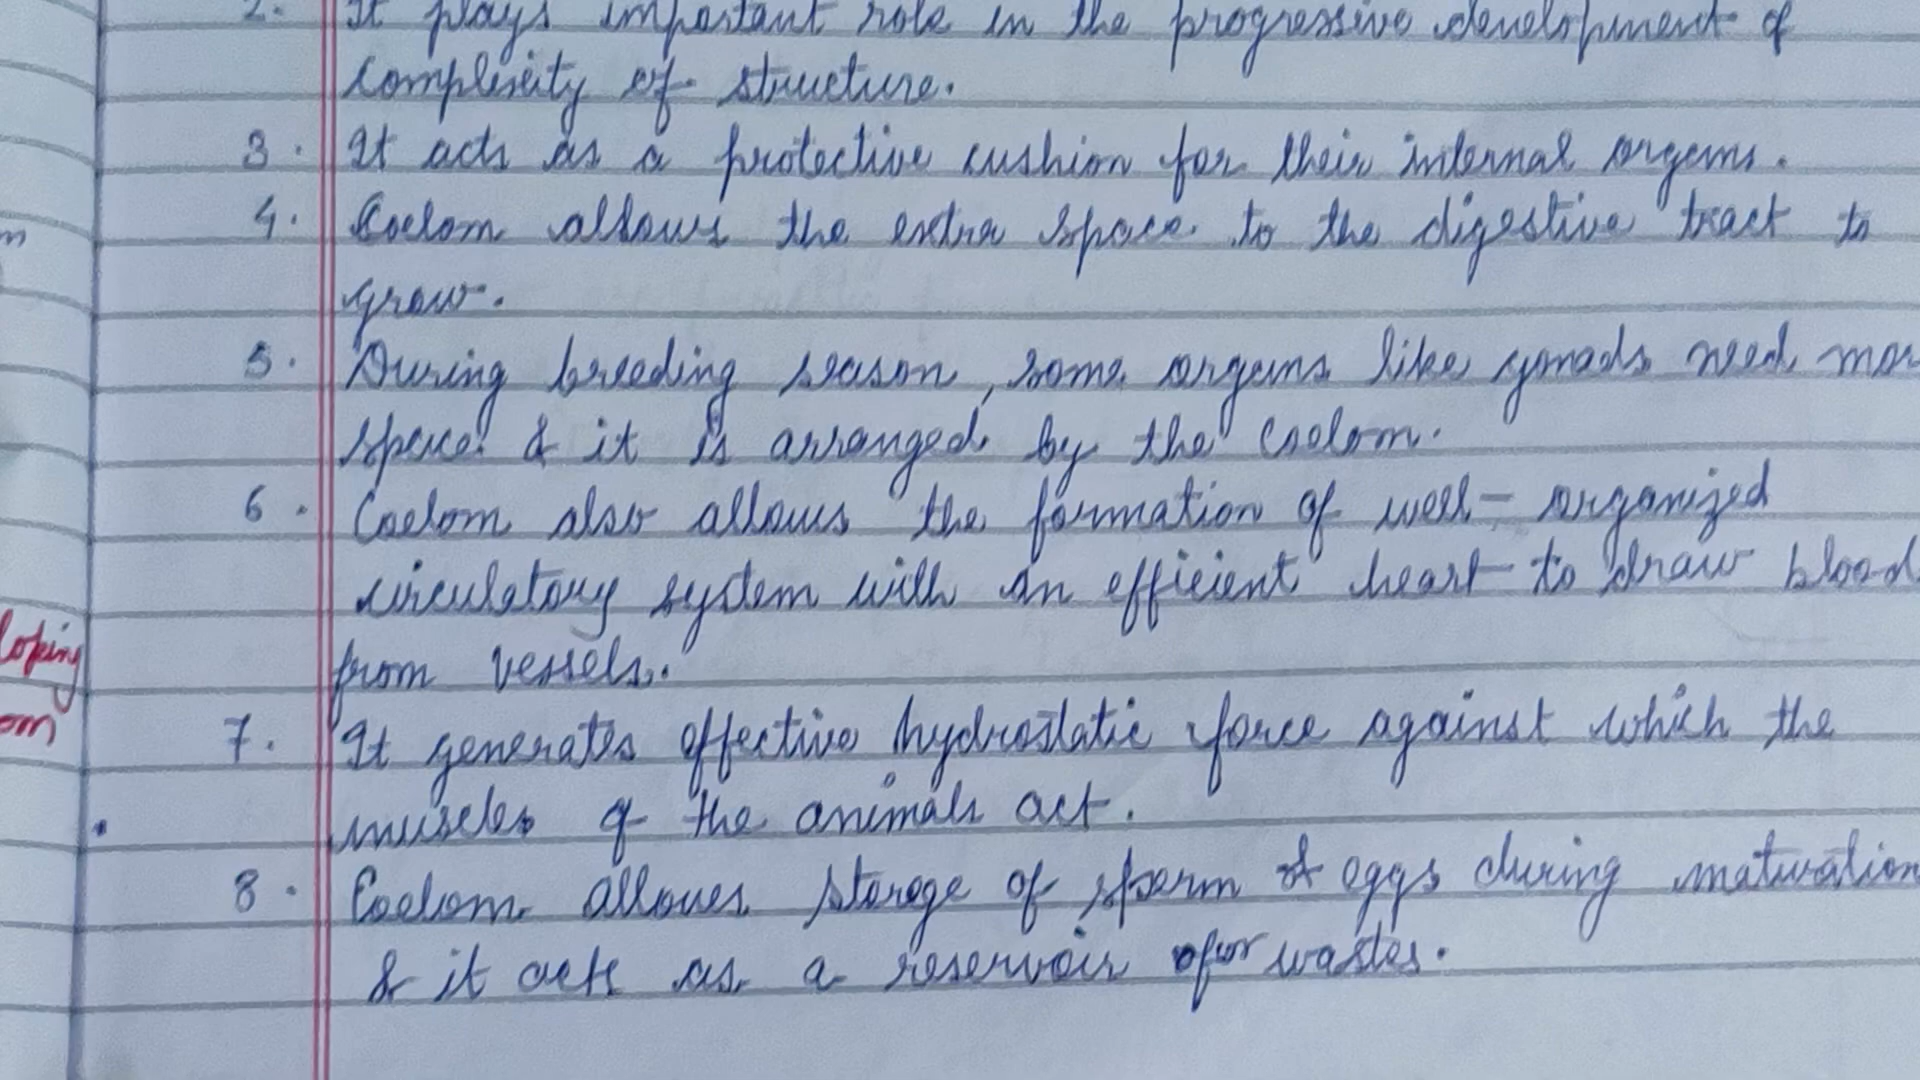 2. It plays important role in the progressive development of
complexity of structure.
3. It acts as a protective cushion for their internal organs.
4. Coelom allows the extra space to the digestive tract to
grow.
5. During breeding season, some organs like gonads need mor
space & it is arranged by the coelom.
6. Coelom also allows the formation of well-organized
circulatory system with an efficient heart to draw blood
from vessels.
loping
om
7. It generates effective hydrostatic force against which the
muscles of the animals act.
8. Coelom allows storage of sperm & eggs during maturation
& it acts as a reservoir for wastes.